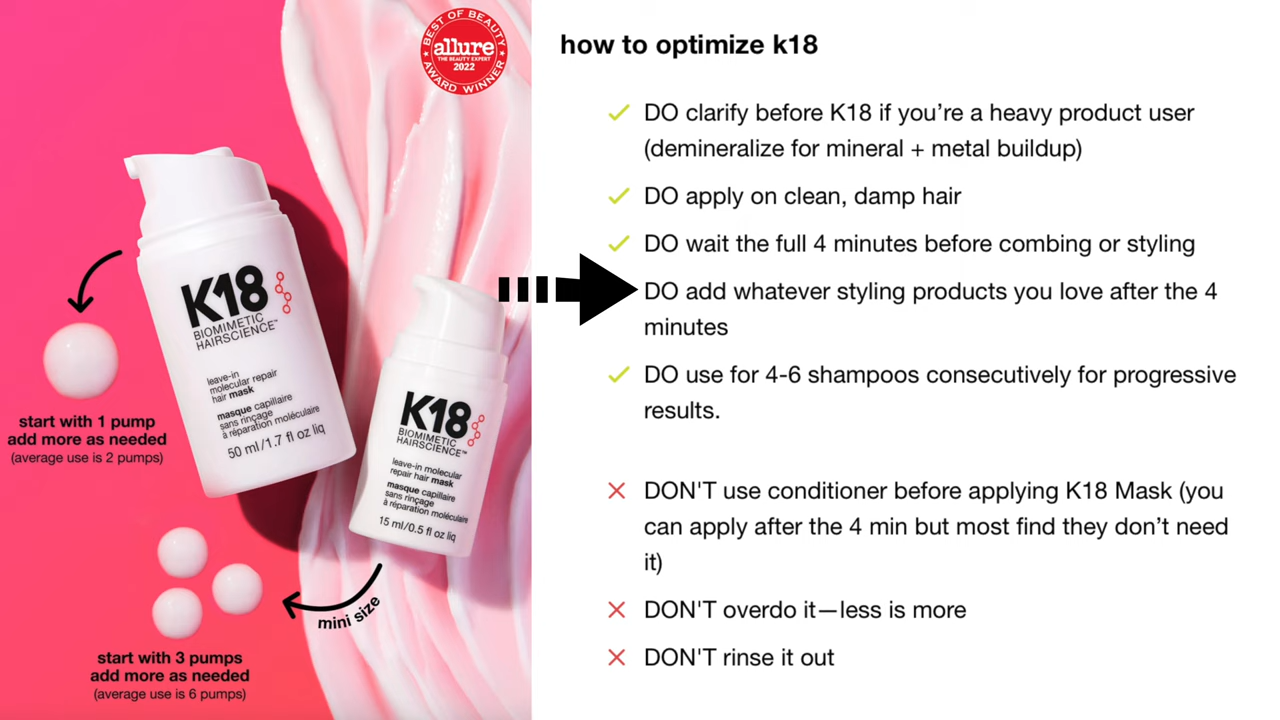 BEST OF BEAUTY
allure
THE BEAUTY EXPERT
2022
AWARD WINNER
K18
BIOMIMETIC
HAIRSCIENCE™
leave-in
molecular repair
hair mask
masque capillaire
sans rinçage
à réparation moléculaire
50 ml/1.7 fl oz liq
start with 1 pump
add more as needed
(average use is 2 pumps)
K18
BIOMIMETIC
HAIRSCIENCE™
leave-in molecular
repair hair mask
masque capillaire
sans rinçage
à réparation moléculaire
15 ml/0.5 fl oz liq
mini size
start with 3 pumps
add more as needed
(average use is 6 pumps)
how to optimize k18
DO clarify before K18 if you’re a heavy product user
(demineralize for mineral + metal buildup)
DO apply on clean, damp hair
DO wait the full 4 minutes before combing or styling
DO add whatever styling products you love after the 4
minutes
DO use for 4-6 shampoos consecutively for progressive
results.
DON'T use conditioner before applying K18 Mask (you
can apply after the 4 min but most find they don’t need
it)
DON'T overdo it—less is more
DON'T rinse it out